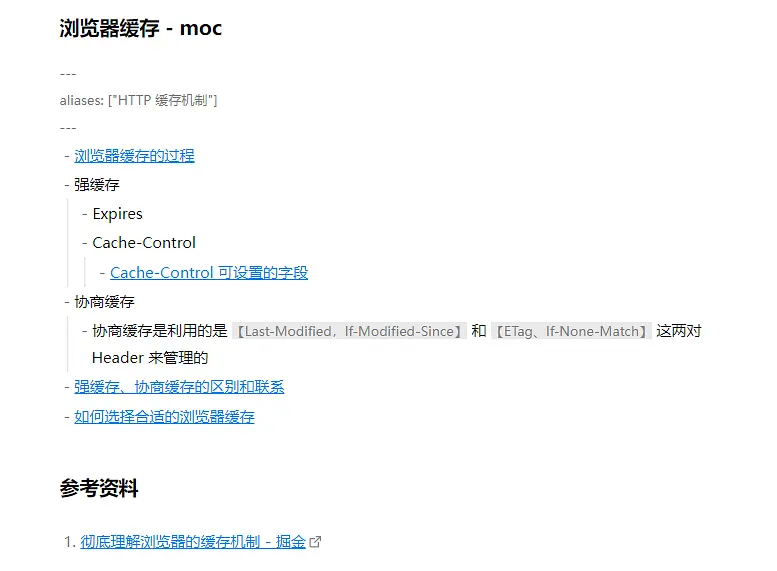 浏览器缓存 - moc
---
aliases: ["HTTP 缓存机制"]
---
- 浏览器缓存的过程
- 强缓存
- Expires
- Cache-Control
- Cache-Control 可设置的字段
- 协商缓存
- 协商缓存是利用的是【Last-Modified，If-Modified-Since】和【ETag、If-None-Match】这两对
Header 来管理的
- 强缓存、协商缓存的区别和联系
- 如何选择合适的浏览器缓存
参考资料
1. 彻底理解浏览器的缓存机制 - 掘金